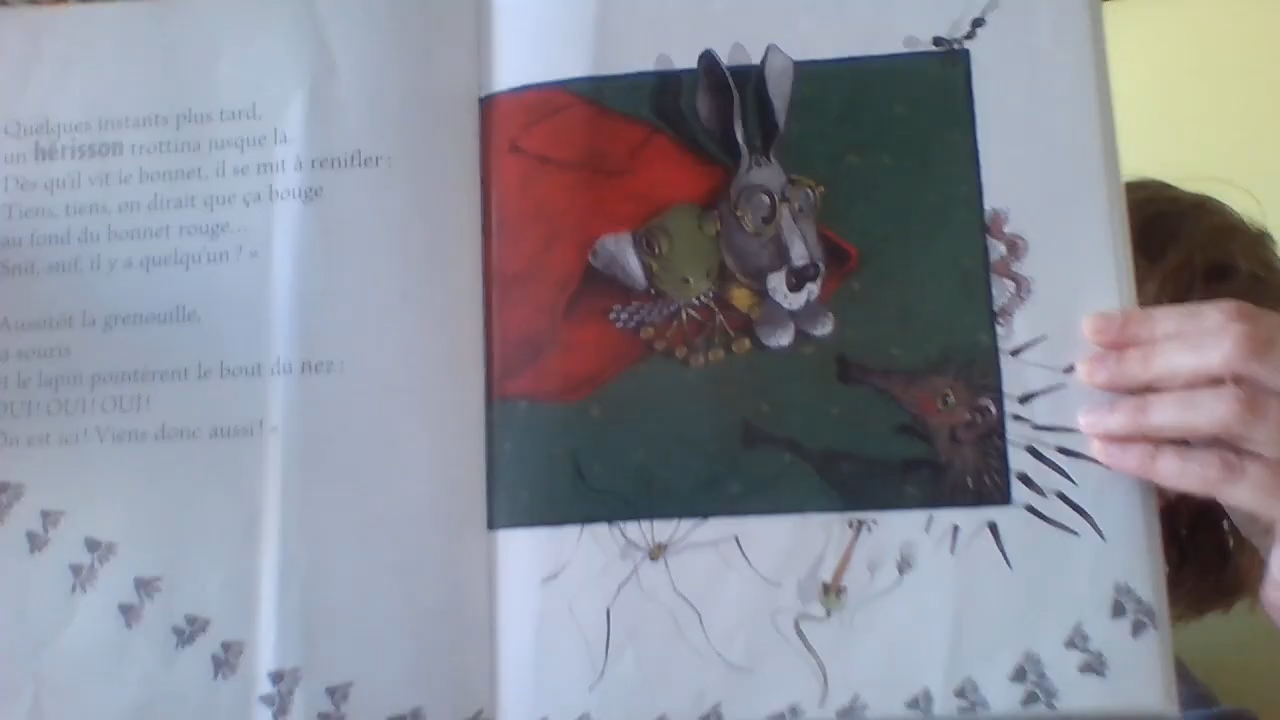 Quelques instants plus tard,
un hérisson trottina jusque là
Dès qu'il vit le bonnet, il se mit à renifler :
Tiens, tiens, on dirait que ça bouge
au fond du bonnet rouge...
Snif, snif, il y a quelqu'un ? »
Aussitôt la grenouille,
a souris
et le lapin pointèrent le bout du nez :
OUI ! OUI ! OUI !
On est ici ! Viens donc aussi ! »